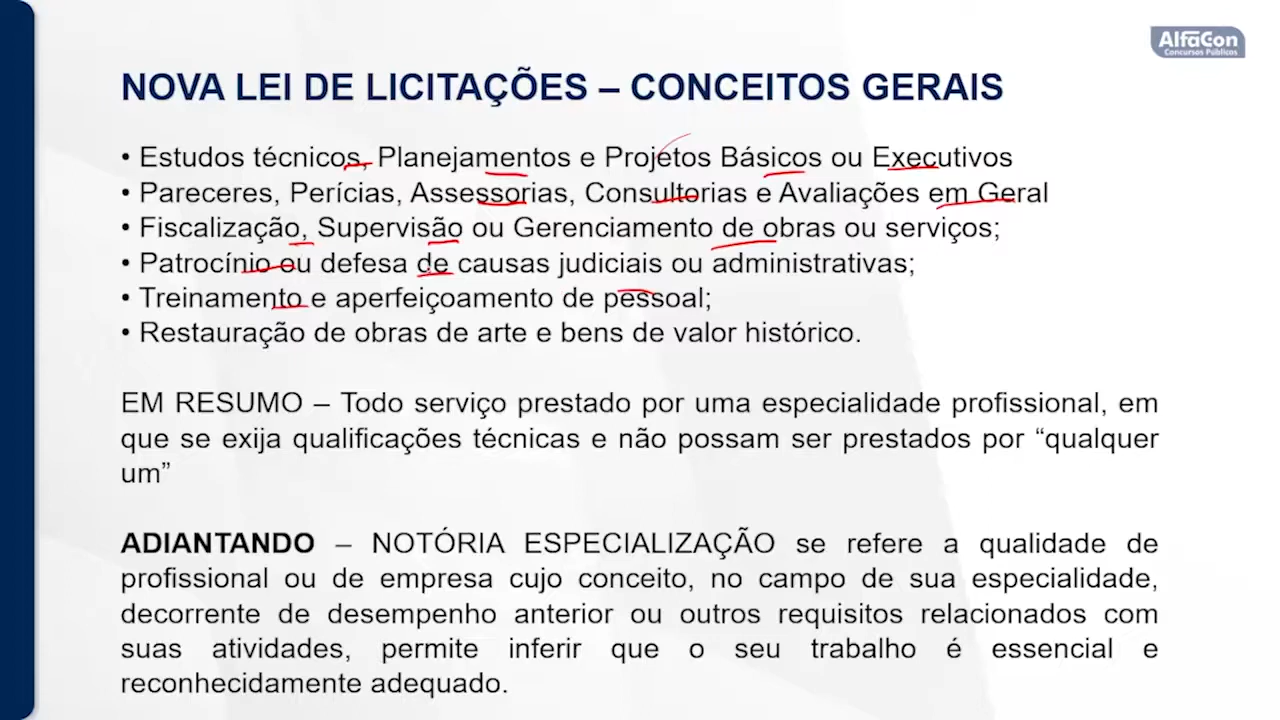 AlfaCon
Concursos Públicos
NOVA LEI DE LICITAÇÕES – CONCEITOS GERAIS
• Estudos técnicos, Planejamentos e Projetos Básicos ou Executivos
• Pareceres, Perícias, Assessorias, Consultorias e Avaliações em Geral
• Fiscalização, Supervisão ou Gerenciamento de obras ou serviços;
• Patrocínio ou defesa de causas judiciais ou administrativas;
• Treinamento e aperfeiçoamento de pessoal;
• Restauração de obras de arte e bens de valor histórico.
EM RESUMO – Todo serviço prestado por uma especialidade profissional, em
que se exija qualificações técnicas e não possam ser prestados por “qualquer
um”
ADIANTANDO – NOTÓRIA ESPECIALIZAÇÃO se refere a qualidade de
profissional ou de empresa cujo conceito, no campo de sua especialidade,
decorrente de desempenho anterior ou outros requisitos relacionados com
suas atividades, permite inferir que o seu trabalho é essencial e
reconhecidamente adequado.